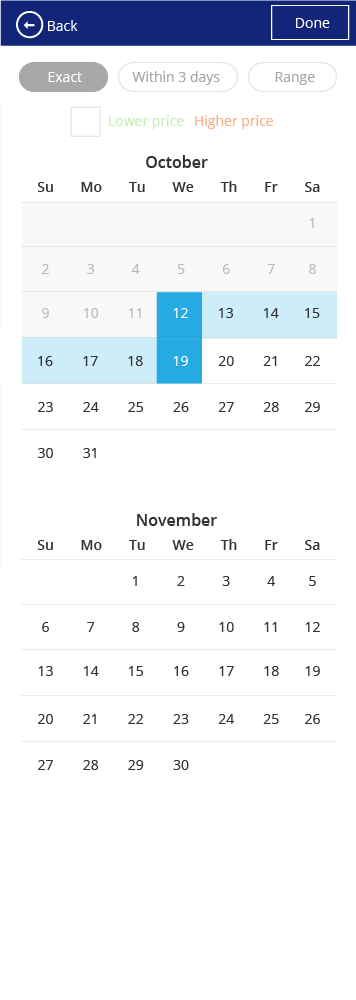 Back Done
Exact Within 3 days Range
Lower price Higher price
October
Su Mo Tu We Th Fr Sa
1
2 3 4 5 6 7 8
9 10 11 12 13 14 15
16 17 18 19 20 21 22
23 24 25 26 27 28 29
30 31
November
Su Mo Tu We Th Fr Sa
1 2 3 4 5
6 7 8 9 10 11 12
13 14 15 16 17 18 19
20 21 22 23 24 25 26
27 28 29 30